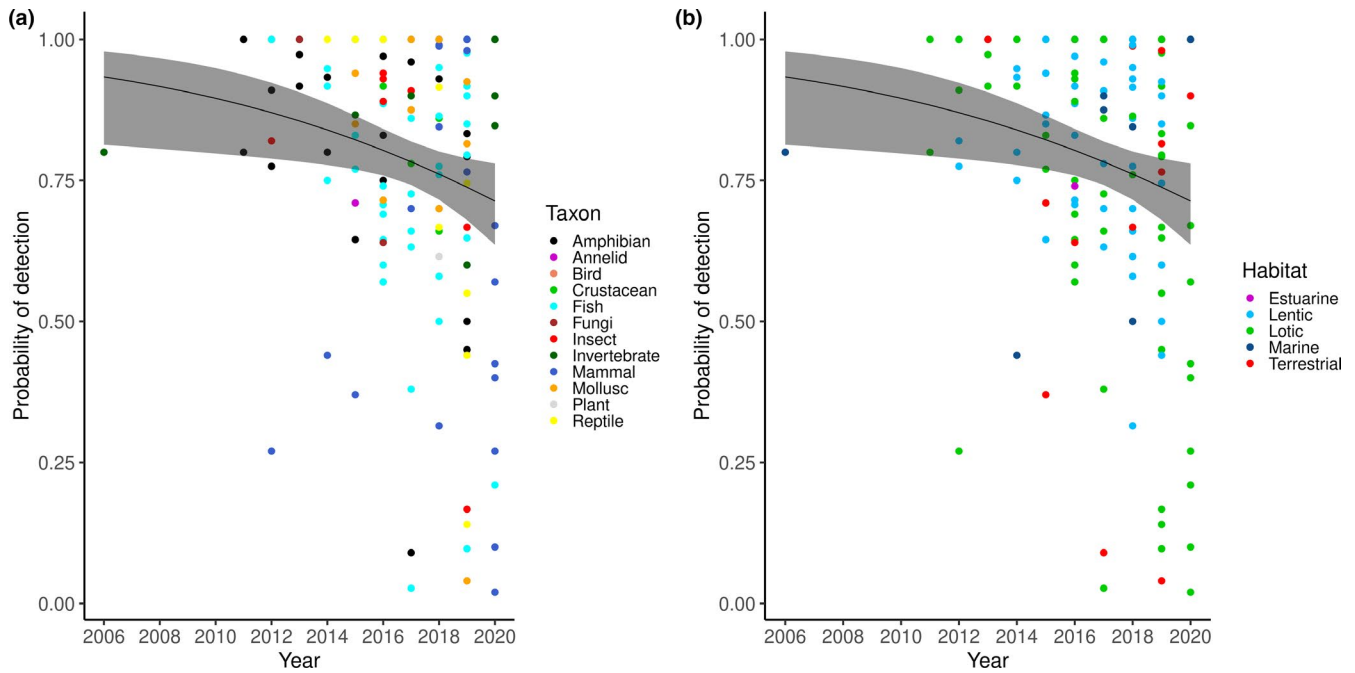 (a)
Probability of detection
1.00
0.75
0.50
0.25
0.00
2006 2008 2010 2012 2014 2016 2018 2020
Year
Taxon
Amphibian
Annelid
Bird
Crustacean
Fish
Fungi
Insect
Invertebrate
Mammal
Mollusc
Plant
Reptile
(b)
Probability of detection
1.00
0.75
0.50
0.25
0.00
2006 2008 2010 2012 2014 2016 2018 2020
Year
Habitat
Estuarine
Lentic
Lotic
Marine
Terrestrial